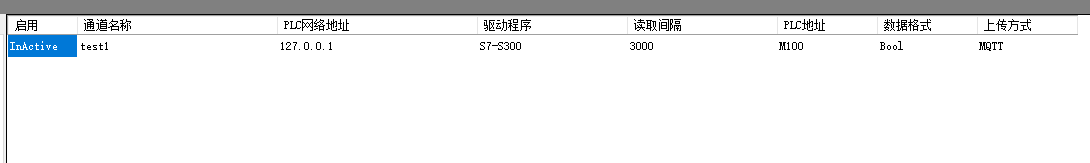 启用 通道名称 PLC网络地址 驱动程序 读取间隔 PLC地址 数据格式 上传方式
InActive test1 127.0.0.1 S7-S300 3000 M100 Bool MQTT